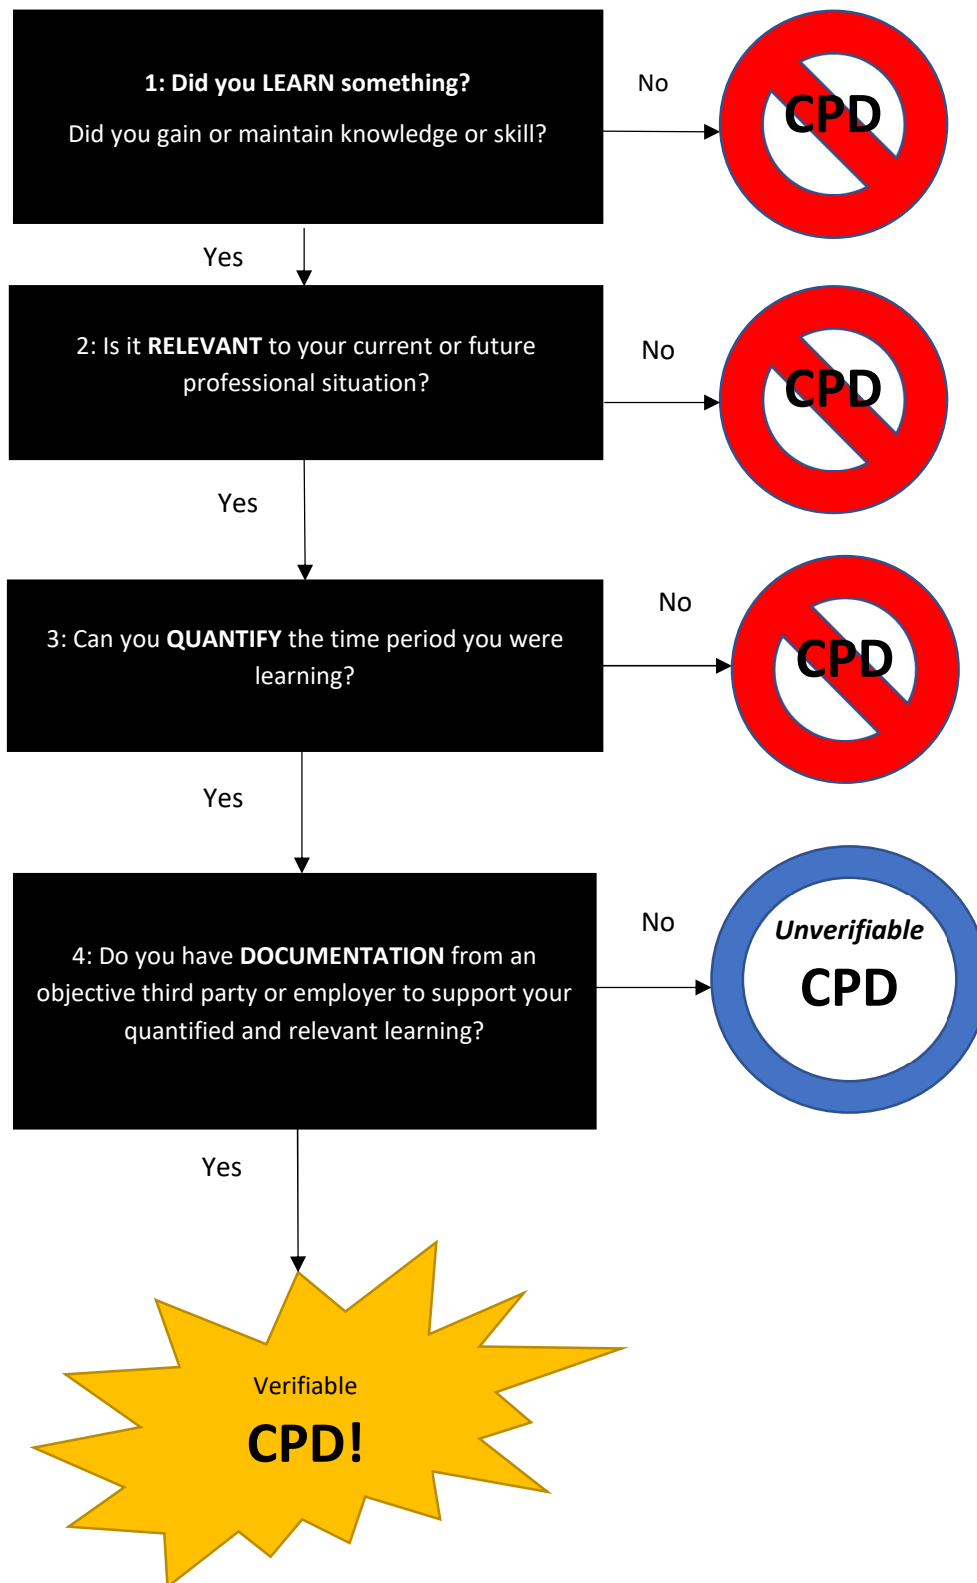 1: Did you LEARN something?
Did you gain or maintain knowledge or skill?
No
CPD
Yes
2: Is it RELEVANT to your current or future
professional situation?
No
CPD
Yes
3: Can you QUANTIFY the time period you were
learning?
No
CPD
Yes
4: Do you have DOCUMENTATION from an
objective third party or employer to support your
quantified and relevant learning?
No
Unverifiable
CPD
Yes
Verifiable
CPD!